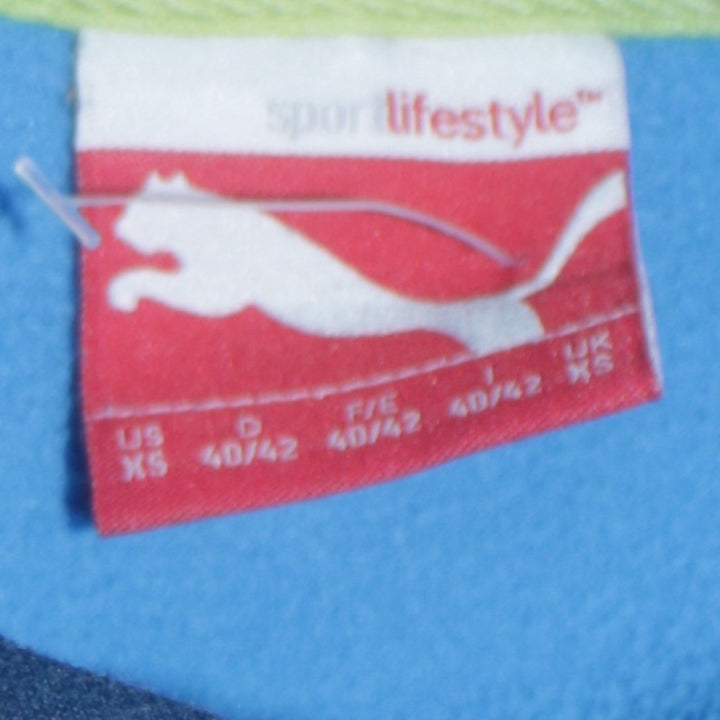 sportlifestyle™
US D F/E I UK
XS 40/42 40/42 40/42 XS